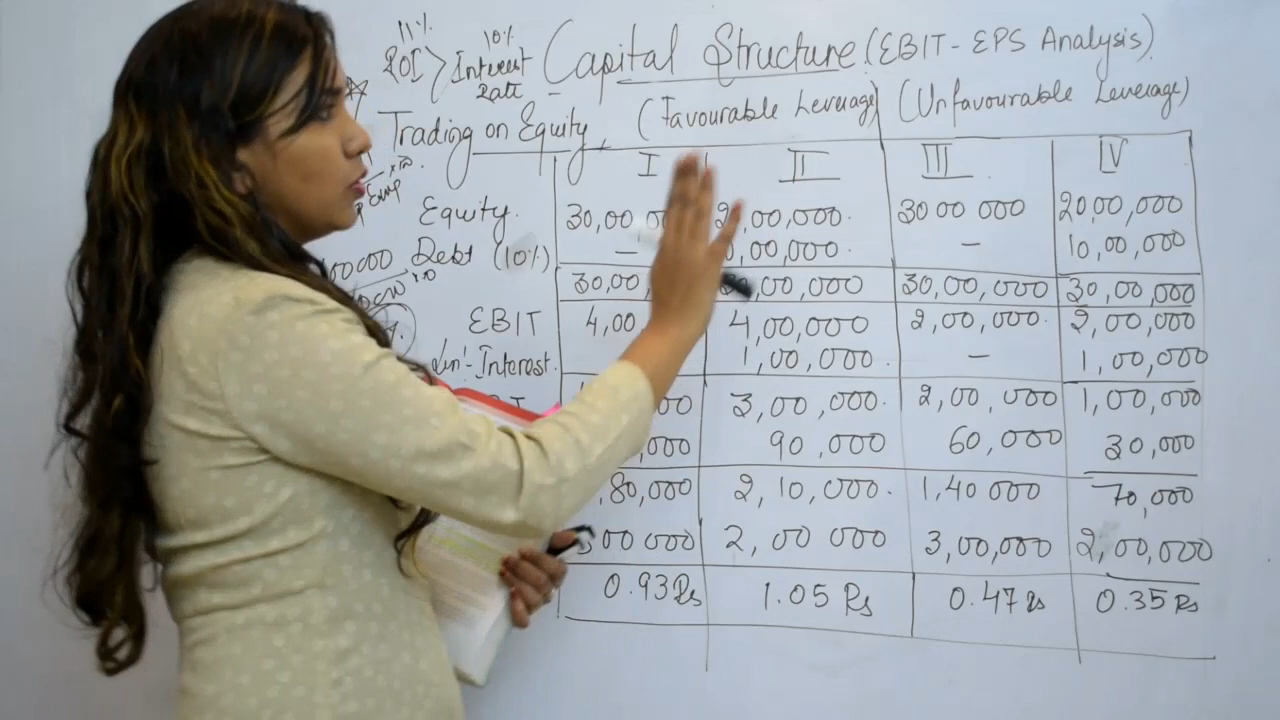 11% 10%
ROI > Interest Rate
Capital Structure (EBIT-EPS Analysis)
Trading on Equity, (Favourable Leverage) (Unfavourable Leverage)
I II III IV
Equity. 30,00, 00,000. 3000 000 2000,000
Debt (10%) — 0,00,000. — 10,00,000
30,00 00,000 30,00,000 30,00,000
EBIT 4,00 4,00,000 2,00,000. 2,00,000
Interest. 1,00,000. — 1,00,000
00 3,00,000. 2,00,000 1,00,000
,000 90,000 60,000 30,000
,80,000 2,10,000. 1,40 000 70,000
00 000 2,00 000 3,00,000 2,00,000
0.93 Rs 1.05 Rs 0.47 Rs 0.35 Rs